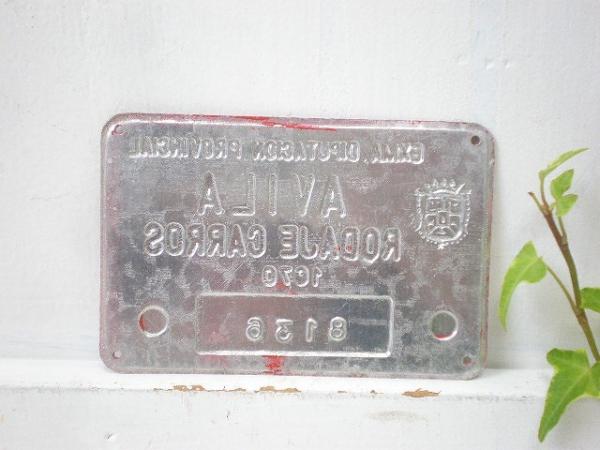 EXMA. DIPUTACION PROVINCIAL
AVILA
RODAJE CARROS
1970
8136